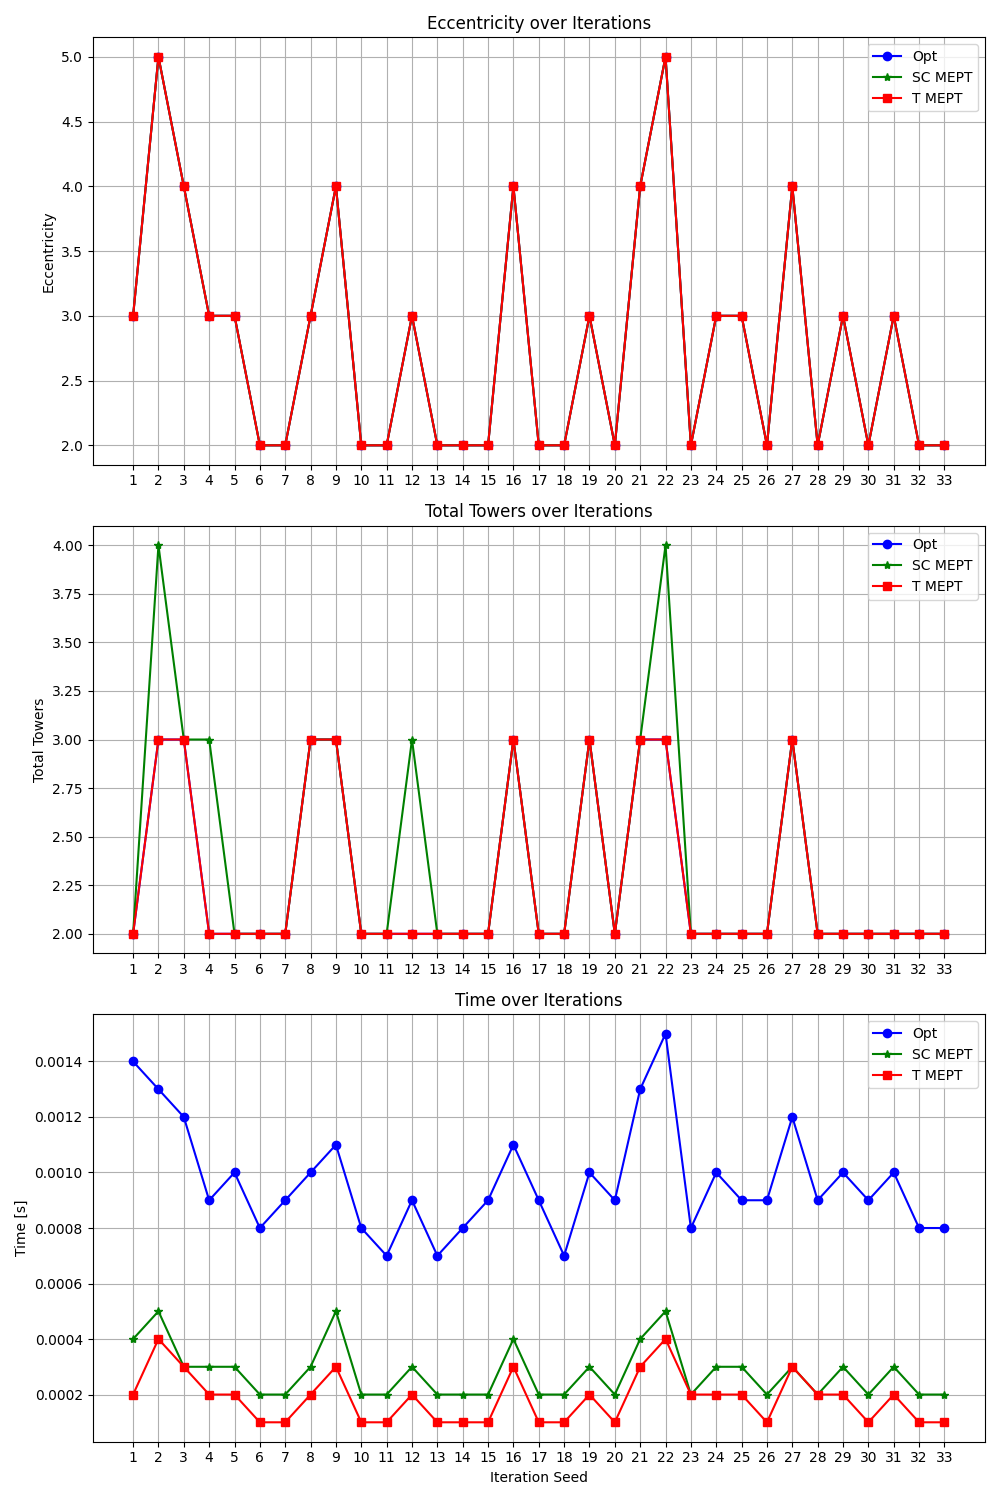 Eccentricity over Iterations
5.0
4.5
4.0
3.5
3.0
2.5
2.0
Eccentricity
Opt
SC MEPT
T MEPT
1 2 3 4 5 6 7 8 9 10 11 12 13 14 15 16 17 18 19 20 21 22 23 24 25 26 27 28 29 30 31 32 33
Total Towers over Iterations
4.00
3.75
3.50
3.25
3.00
2.75
2.50
2.25
2.00
Total Towers
Opt
SC MEPT
T MEPT
1 2 3 4 5 6 7 8 9 10 11 12 13 14 15 16 17 18 19 20 21 22 23 24 25 26 27 28 29 30 31 32 33
Time over Iterations
0.0014
0.0012
0.0010
0.0008
0.0006
0.0004
0.0002
Time [s]
Opt
SC MEPT
T MEPT
1 2 3 4 5 6 7 8 9 10 11 12 13 14 15 16 17 18 19 20 21 22 23 24 25 26 27 28 29 30 31 32 33
Iteration Seed